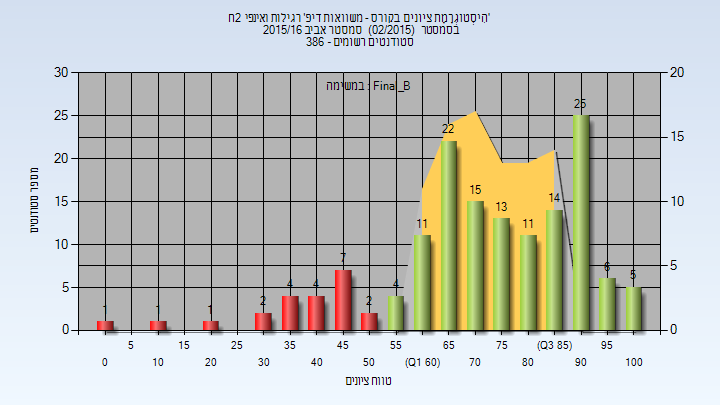 היסטוגרמת ציונים בקורס - משוואות דיפ' רגילות ואינפי 2ח'
בסמסטר (02/2015) סמסטר אביב 2015/16
סטודנטים רשומים - 386
במשימה : Final_B
30 25 20 15 10 5 0
20 15 10 5 0
מספר סטודנטים
1 1 1 2 4 4 7 2 4 11 22 15 13 11 14 25 6 5
5 15 25 35 45 55 65 75 (Q3 85) 95
0 10 20 30 40 50 (Q1 60) 70 80 90 100
טווח ציונים